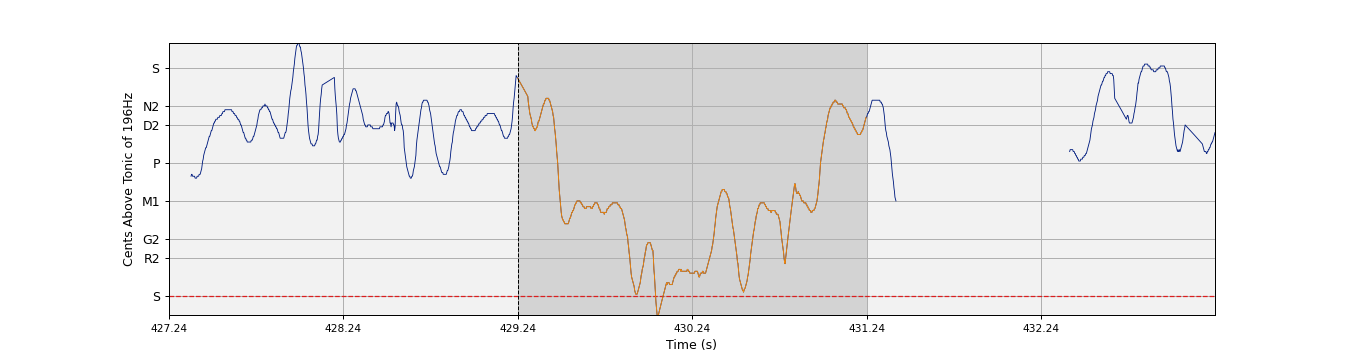 Cents Above Tonic of 196Hz
S
N2
D2
P
M1
G2
R2
S
427.24 428.24 429.24 430.24 431.24 432.24
Time (s)